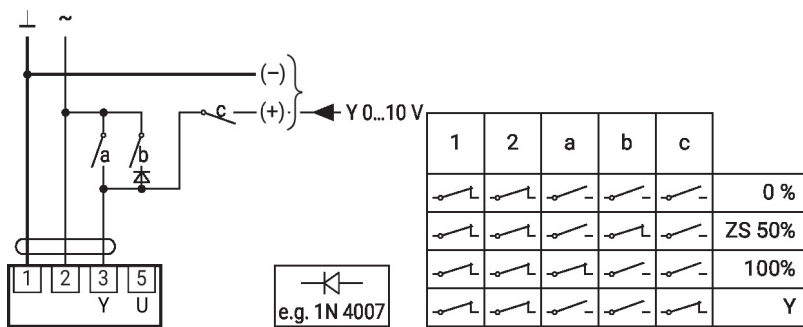 ⊥ ~
(–)
c (+) Y 0...10 V
a b
1 2 3 5
Y U
e.g. 1N 4007
1 2 a b c
0 %
ZS 50%
100%
Y